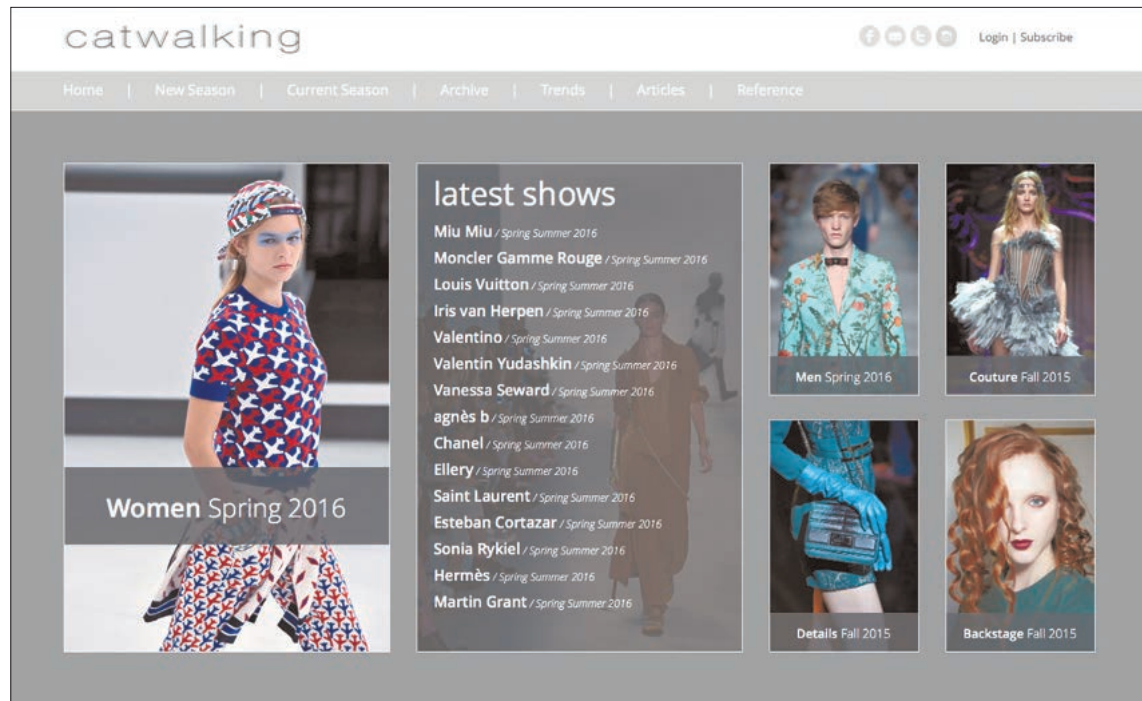 catwalking
Login | Subscribe
Home | New Season | Current Season | Archive | Trends | Articles | Reference
Women Spring 2016
latest shows
Miu Miu / Spring Summer 2016
Moncler Gamme Rouge / Spring Summer 2016
Louis Vuitton / Spring Summer 2016
Iris van Herpen / Spring Summer 2016
Valentino / Spring Summer 2016
Valentin Yudashkin / Spring Summer 2016
Vanessa Seward / Spring Summer 2016
agnès b / Spring Summer 2016
Chanel / Spring Summer 2016
Ellery / Spring Summer 2016
Saint Laurent / Spring Summer 2016
Esteban Cortazar / Spring Summer 2016
Sonia Rykiel / Spring Summer 2016
Hermès / Spring Summer 2016
Martin Grant / Spring Summer 2016
Men Spring 2016
Couture Fall 2015
Details Fall 2015
Backstage Fall 2015